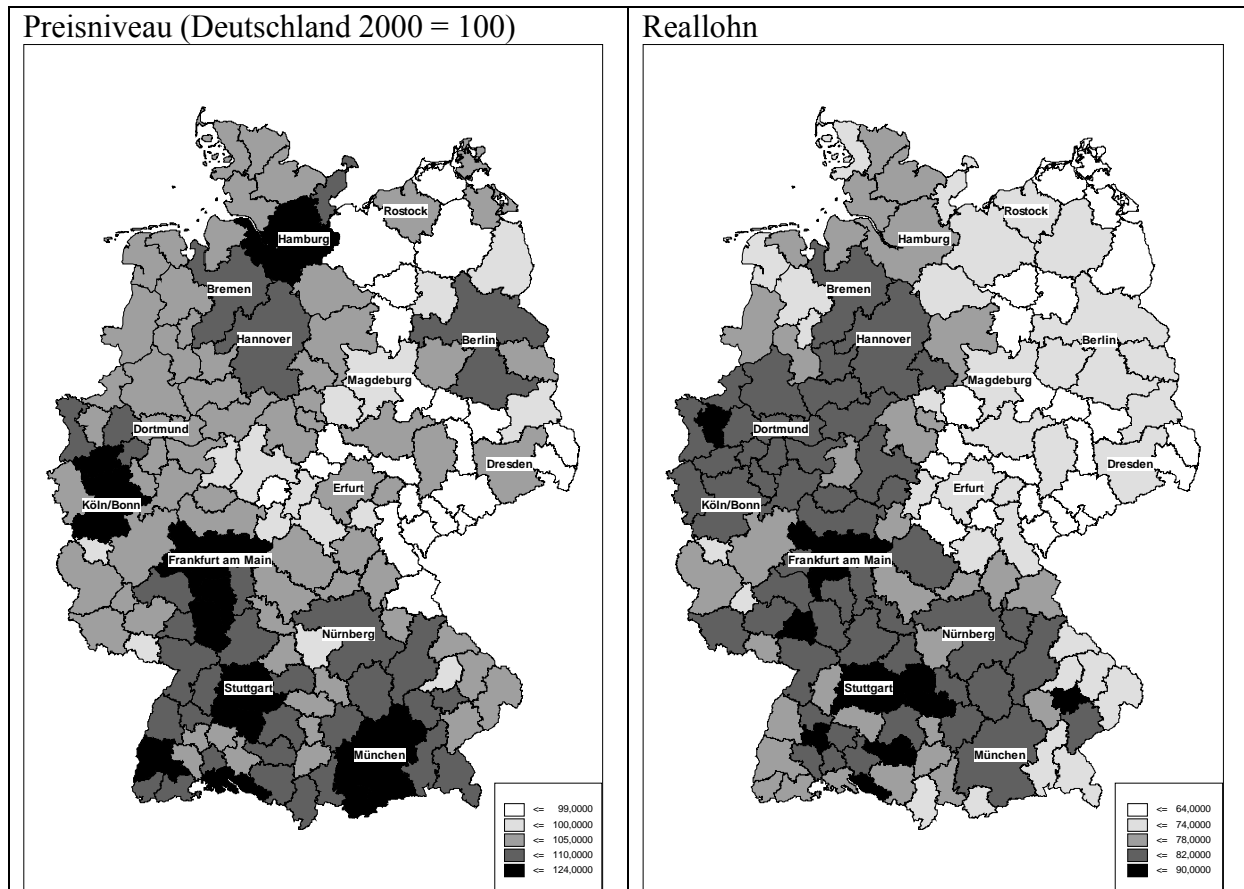 Preisniveau (Deutschland 2000 = 100)
Rostock
Hamburg
Bremen
Hannover
Berlin
Magdeburg
Dortmund
Dresden
Erfurt
Köln/Bonn
Frankfurt am Main
Nürnberg
Stuttgart
München
<= 99,0000
<= 100,0000
<= 105,0000
<= 110,0000
<= 124,0000
Reallohn
Rostock
Hamburg
Bremen
Hannover
Berlin
Magdeburg
Dortmund
Dresden
Erfurt
Köln/Bonn
Frankfurt am Main
Nürnberg
Stuttgart
München
<= 64,0000
<= 74,0000
<= 78,0000
<= 82,0000
<= 90,0000